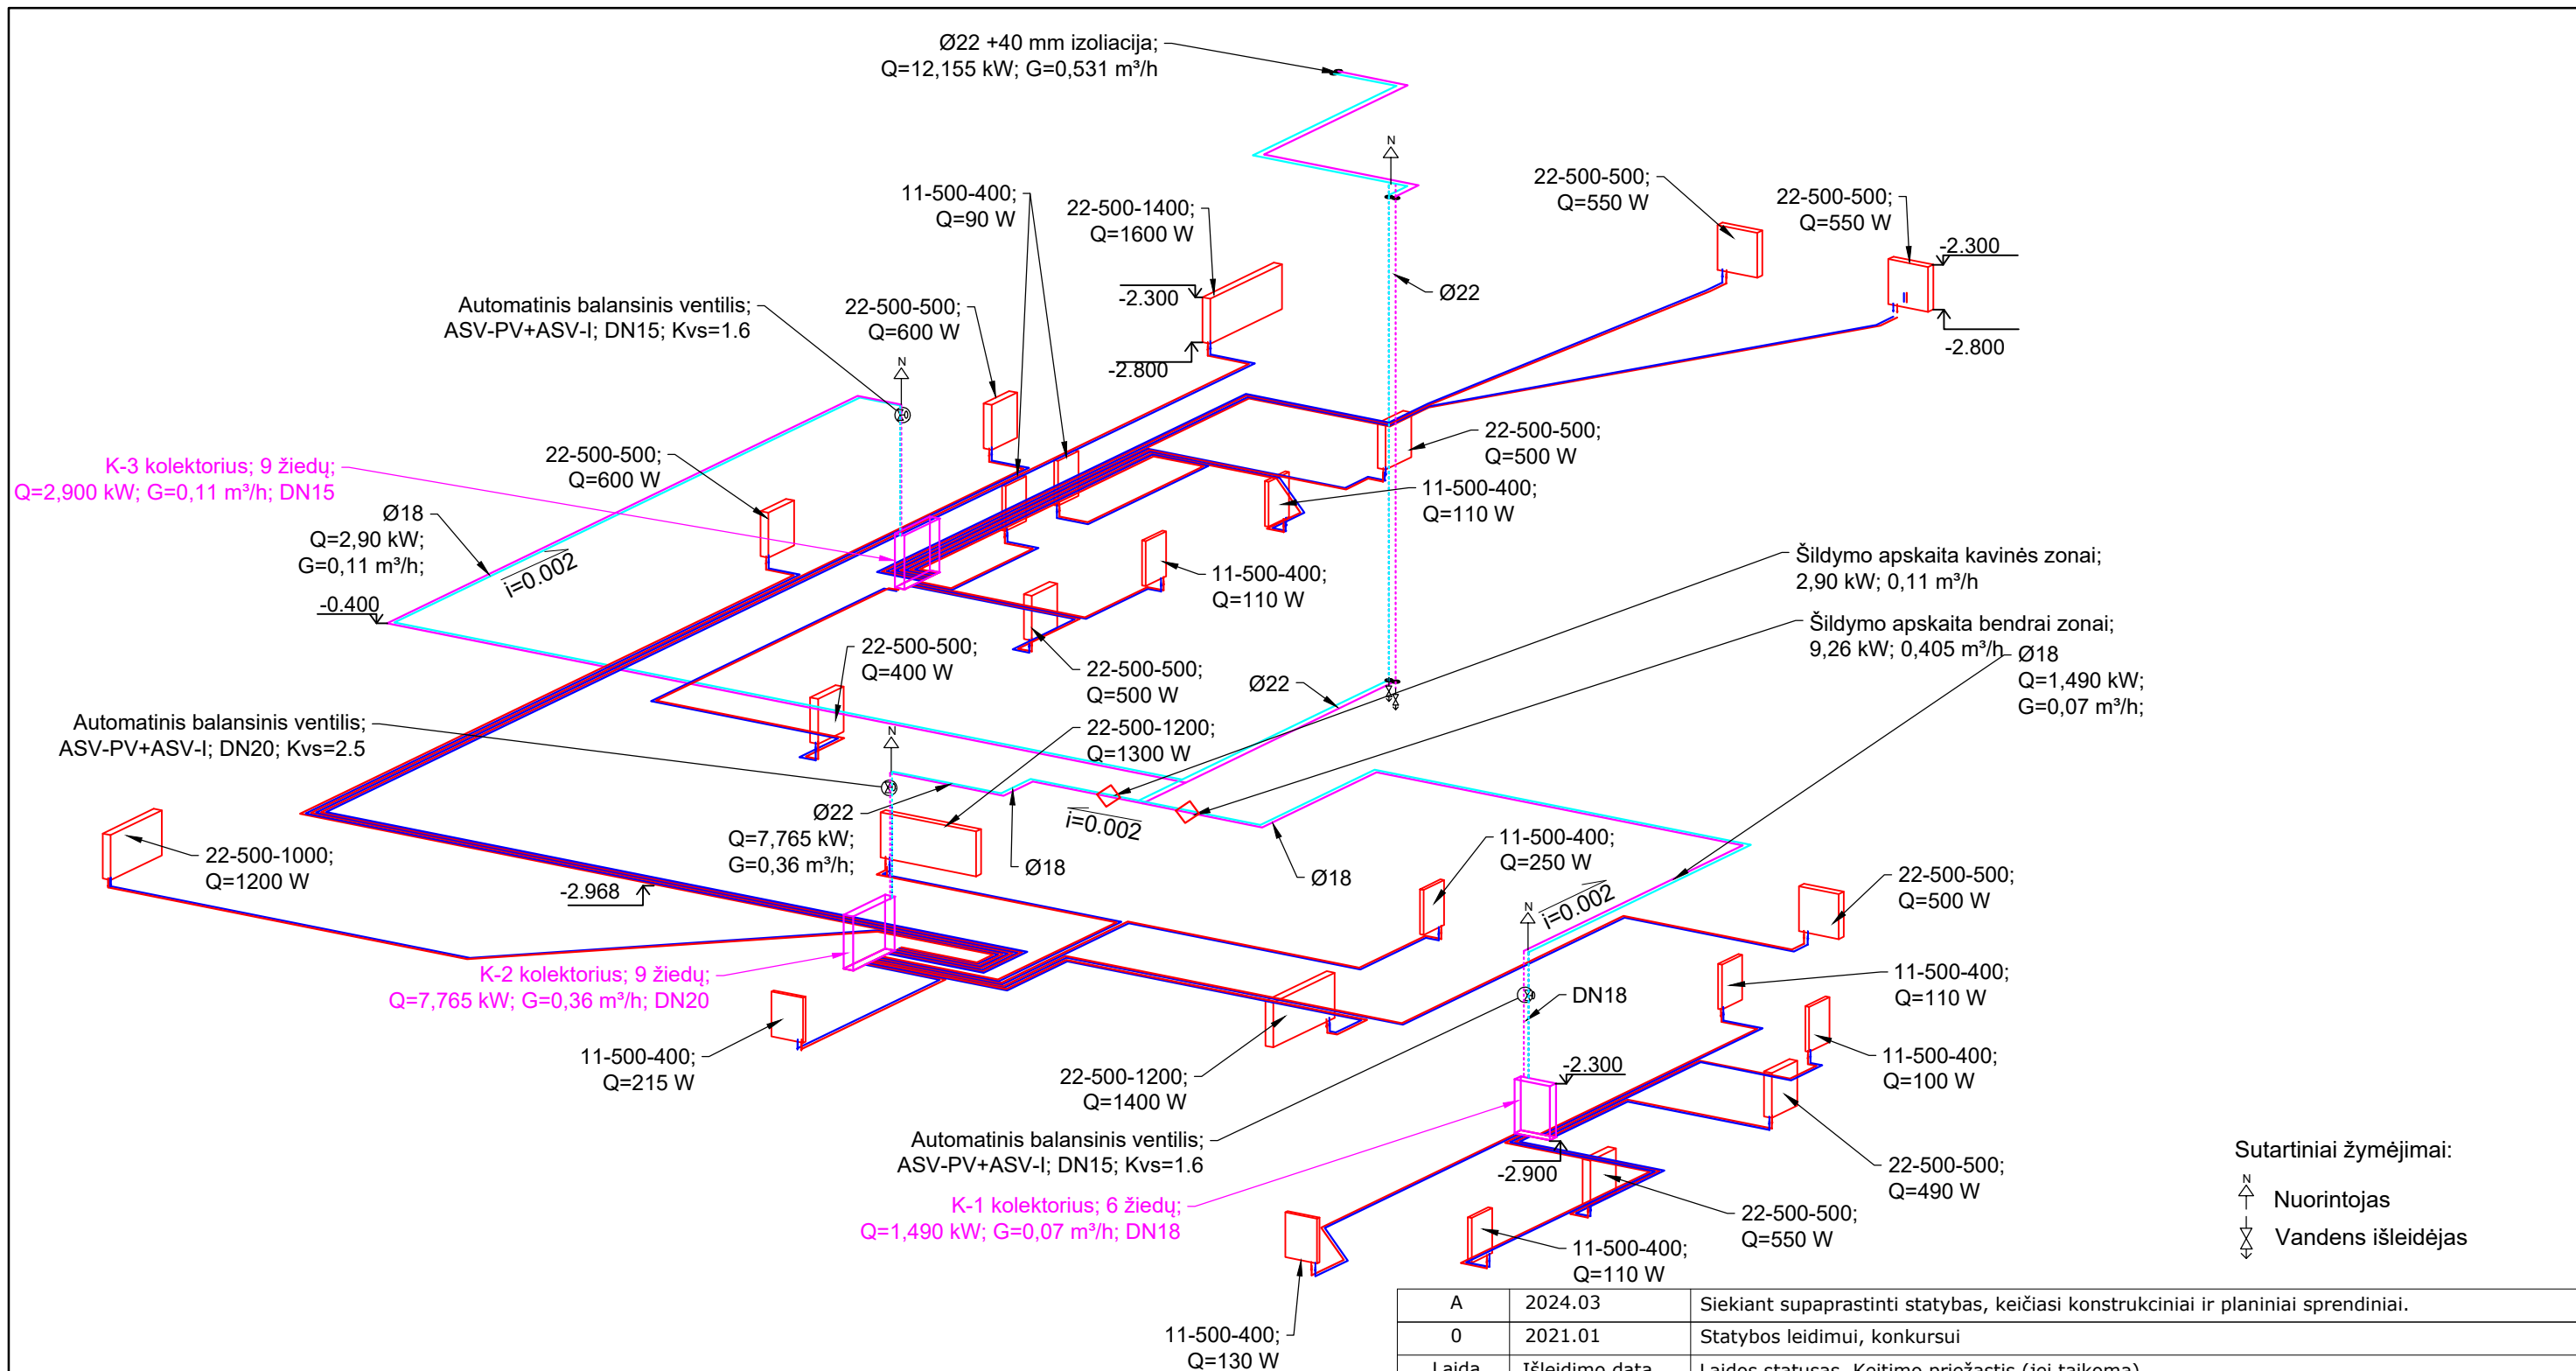 Ø22 +40 mm izoliacija;
Q=12,155 kW; G=0,531 m³/h
N
11-500-400;
Q=90 W
22-500-1400;
Q=1600 W
22-500-500;
Q=550 W
22-500-500;
Q=550 W
-2.300
-2.800
Automatinis balansinis ventilis;
ASV-PV+ASV-I; DN15; Kvs=1.6
22-500-500;
Q=600 W
-2.300
-2.800
Ø22
N
K-3 kolektorius; 9 žiedų;
Q=2,900 kW; G=0,11 m³/h; DN15
22-500-500;
Q=600 W
22-500-500;
Q=500 W
11-500-400;
Q=110 W
Ø18
Q=2,90 kW;
G=0,11 m³/h;
i=0.002
-0.400
11-500-400;
Q=110 W
Šildymo apskaita kavinės zonai;
2,90 kW; 0,11 m³/h
Šildymo apskaita bendrai zonai;
9,26 kW; 0,405 m³/h
Ø18
Q=1,490 kW;
G=0,07 m³/h;
22-500-500;
Q=400 W
22-500-500;
Q=500 W
Ø22
Automatinis balansinis ventilis;
ASV-PV+ASV-I; DN20; Kvs=2.5
N
22-500-1200;
Q=1300 W
Ø22
Q=7,765 kW;
G=0,36 m³/h;
Ø18
i=0.002
Ø18
22-500-1000;
Q=1200 W
-2.968
11-500-400;
Q=250 W
22-500-500;
Q=500 W
N
i=0.002
K-2 kolektorius; 9 žiedų;
Q=7,765 kW; G=0,36 m³/h; DN20
DN18
11-500-400;
Q=110 W
11-500-400;
Q=215 W
22-500-1200;
Q=1400 W
-2.300
11-500-400;
Q=100 W
Automatinis balansinis ventilis;
ASV-PV+ASV-I; DN15; Kvs=1.6
-2.900
22-500-500;
Q=490 W
K-1 kolektorius; 6 žiedų;
Q=1,490 kW; G=0,07 m³/h; DN18
22-500-500;
Q=550 W
11-500-400;
Q=110 W
11-500-400;
Q=130 W
Sutartiniai žymėjimai:
N
Nuorintojas
Vandens išleidėjas
A 2024.03 Siekiant supaprastinti statybas, keičiasi konstrukciniai ir planiniai sprendiniai.
0 2021.01 Statybos leidimui, konkursui
Laida Išleidimo data Laidos statusas. Keitimo priežastis (jei taikoma)